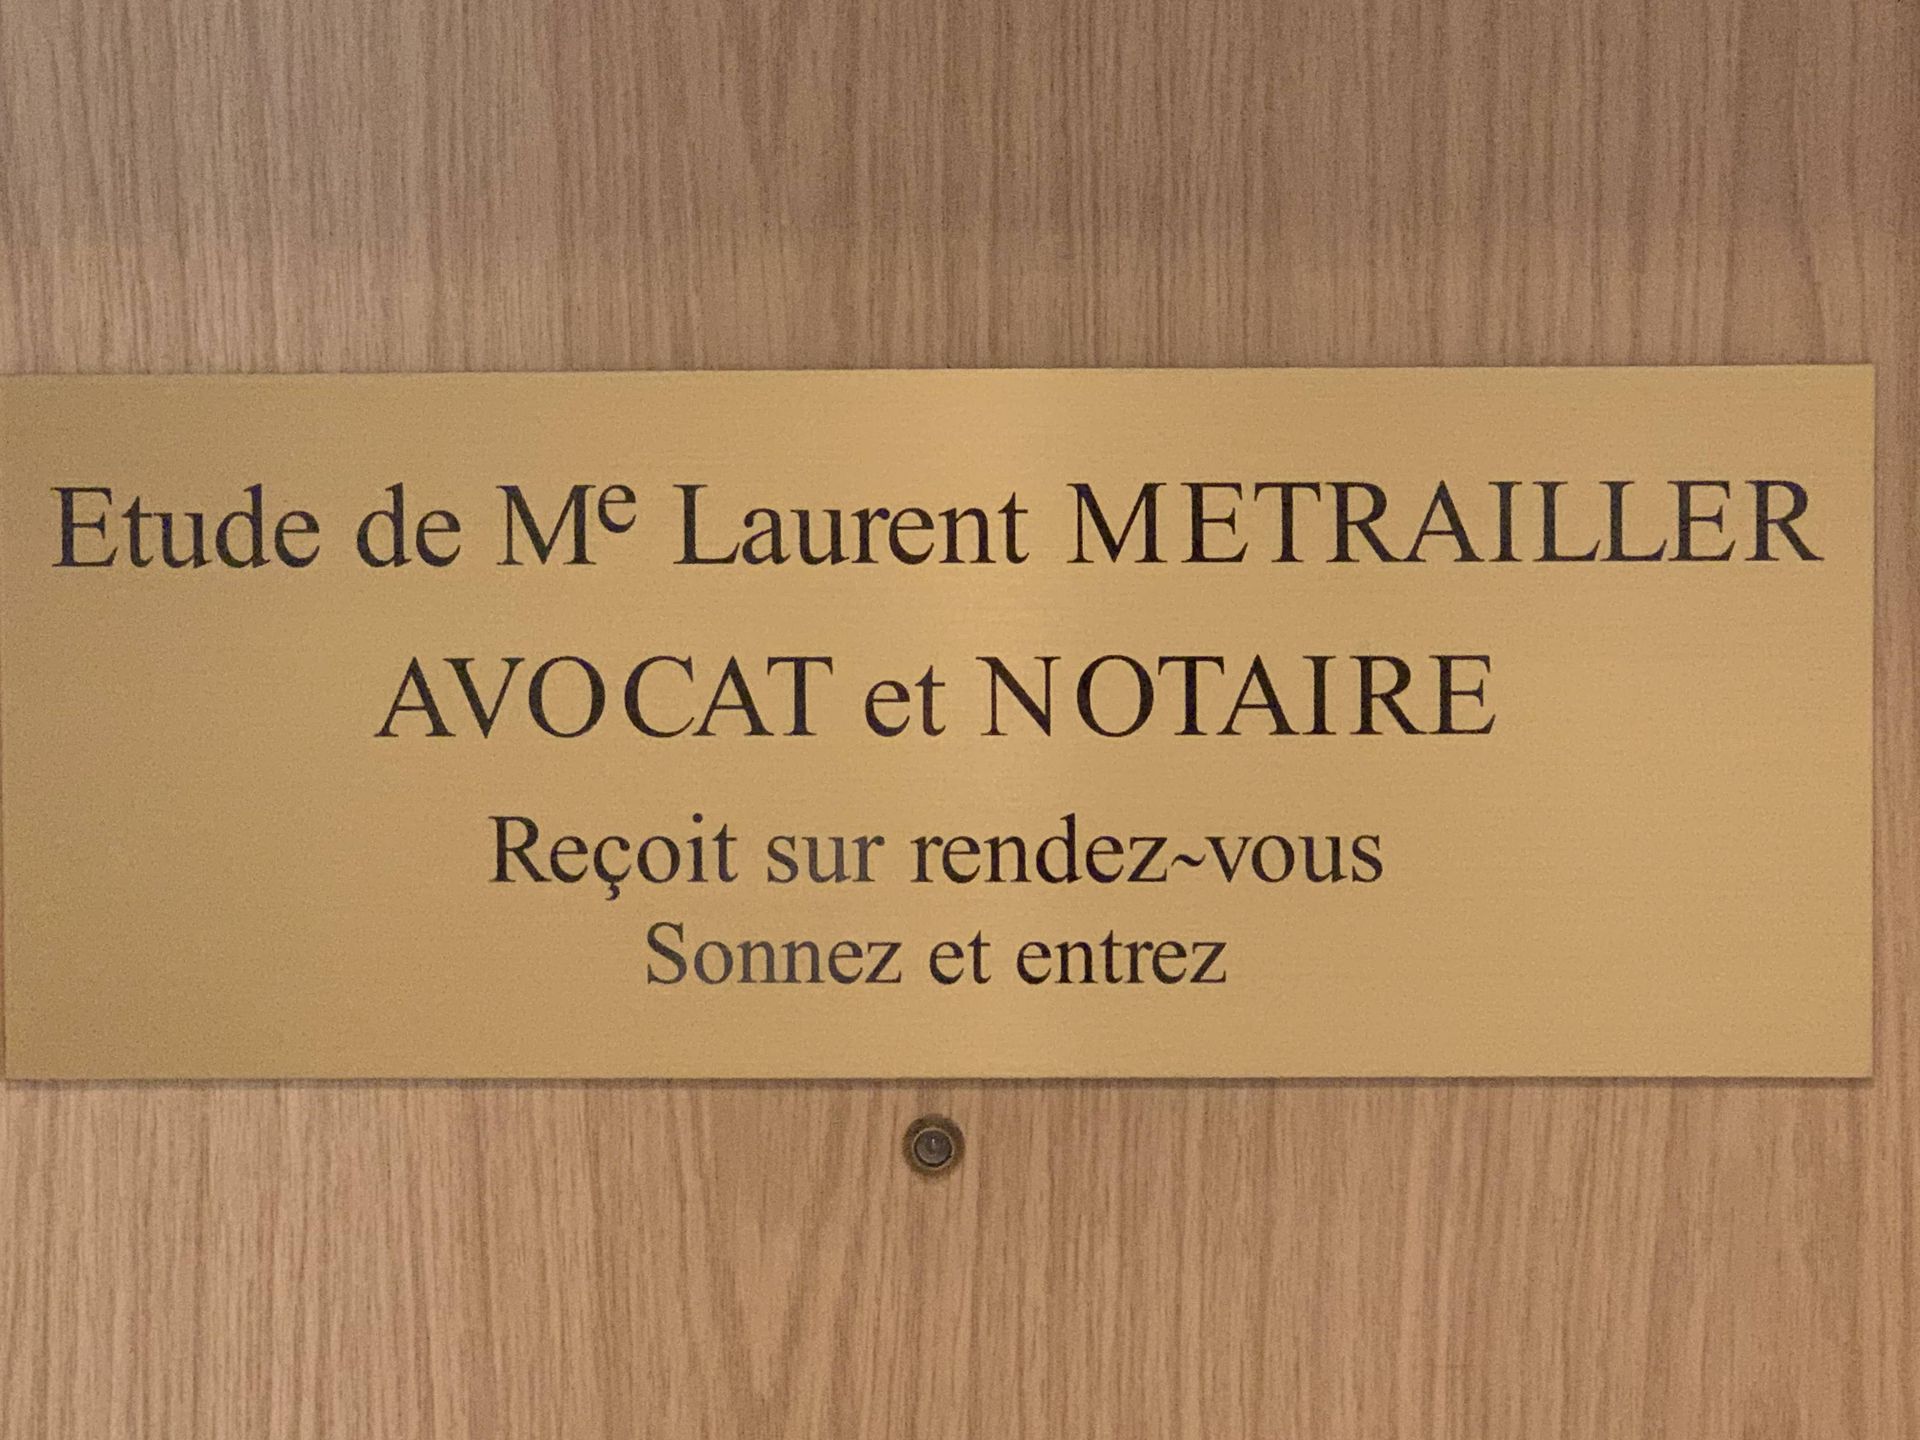 Etude de Me Laurent METRAILLER
AVOCAT et NOTAIRE
Reçoit sur rendez~vous
Sonnez et entrez